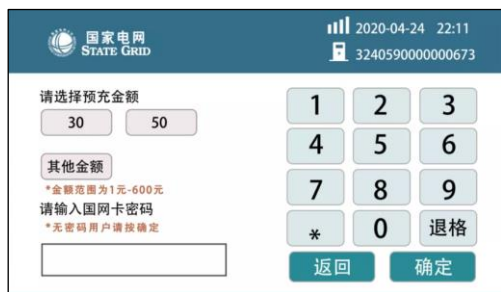 国家电网
STATE GRID
2020-04-24 22:11
3240590000000673
请选择预充金额
30 50
其他金额
*金额范围为1元-600元
请输入国网卡密码
*无密码用户请按确定
1 2 3
4 5 6
7 8 9
* 0 退格
返回 确定